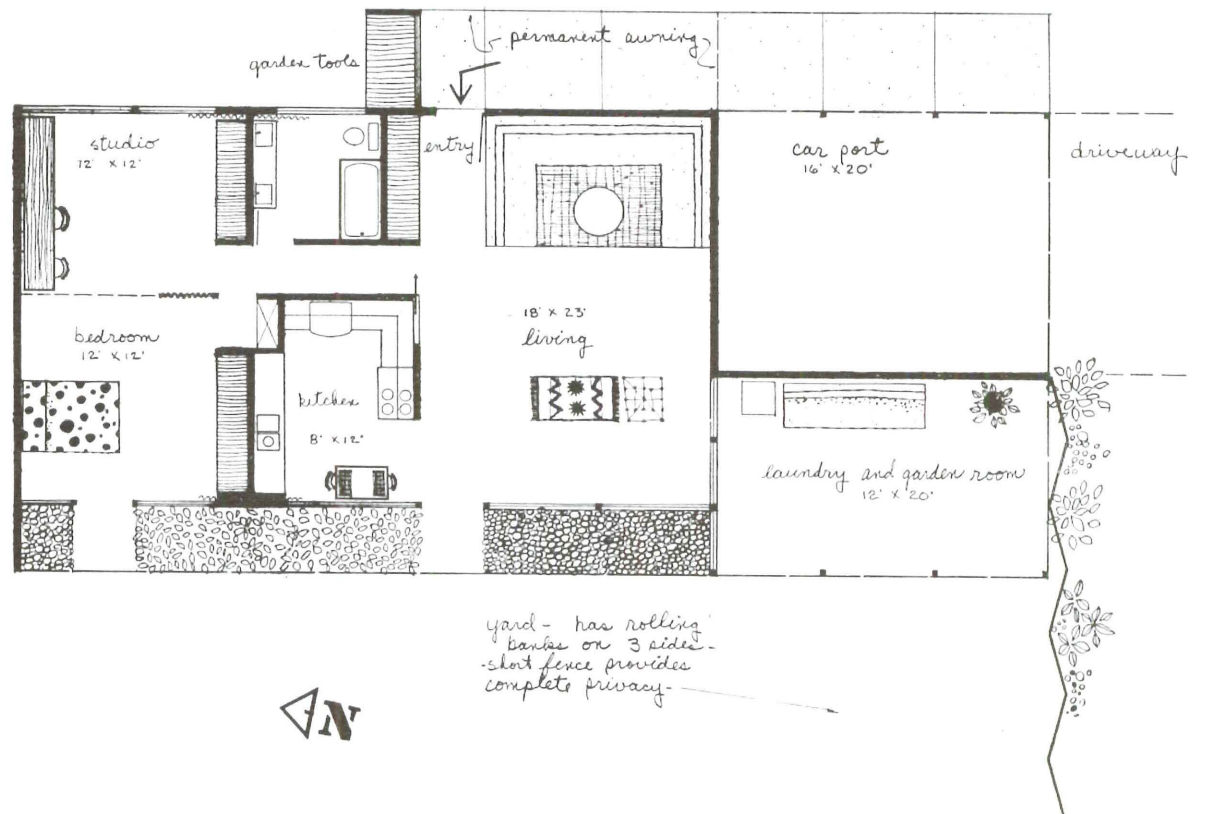 permanent awning
garden tools
entry
studio
12' X 12'
car port
16' X 20'
driveway
18' X 23'
living
bedroom
12' X 12'
kitchen
8' X 12'
laundry and garden room
12' X 20'
yard - has rolling
banks on 3 sides -
- short fence provides
complete privacy -
N